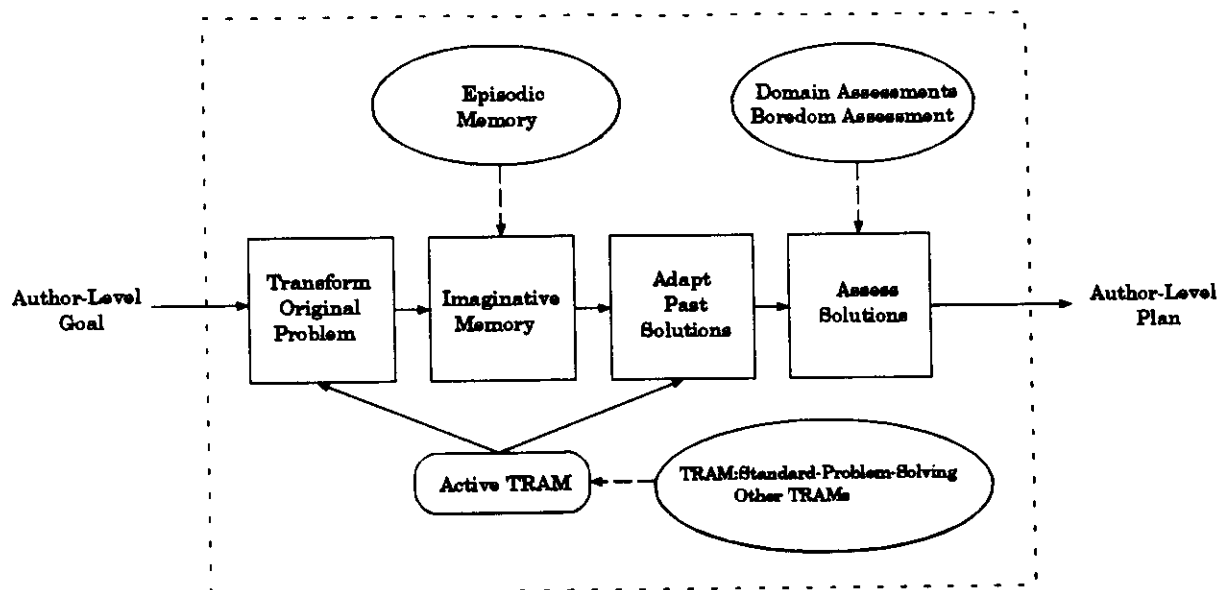 Episodic
Memory
Domain Assessments
Boredom Assessment
Author-Level
Goal
Transform
Original
Problem
Imaginative
Memory
Adapt
Past
Solutions
Assess
Solutions
Author-Level
Plan
Active TRAM
TRAM:Standard-Problem-Solving
Other TRAMs